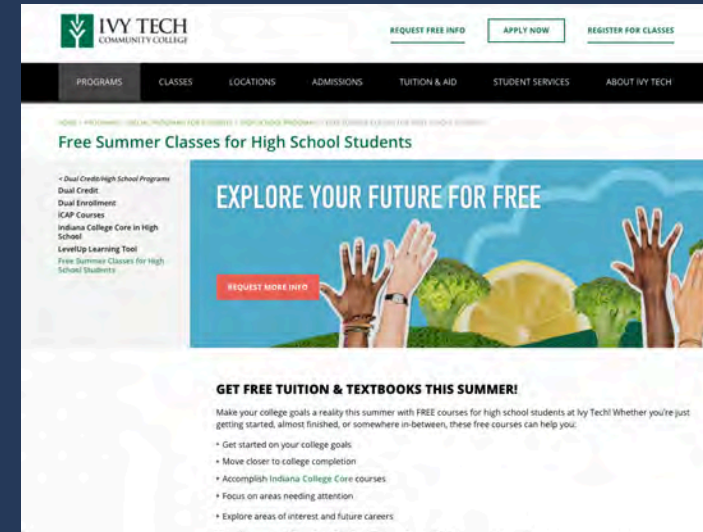 IVY TECH
COMMUNITY COLLEGE
REQUEST FREE INFO
APPLY NOW
REGISTER FOR CLASSES
PROGRAMS
CLASSES
LOCATIONS
ADMISSIONS
TUITION & AID
STUDENT SERVICES
ABOUT IVY TECH
Free Summer Classes for High School Students
< Dual Credit/High School Programs
Dual Credit
Dual Enrollment
ICAP Courses
Indiana College Core in High
School
LevelUp Learning Tool
Free Summer Classes for High
School Students
EXPLORE YOUR FUTURE FOR FREE
REQUEST MORE INFO
GET FREE TUITION & TEXTBOOKS THIS SUMMER!
Make your college goals a reality this summer with FREE courses for high school students at Ivy Tech! Whether you're just
getting started, almost finished, or somewhere in-between, these free courses can help you:
• Get started on your college goals
• Move closer to college completion
• Accomplish Indiana College Core courses
• Focus on areas needing attention
• Explore areas of interest and future careers